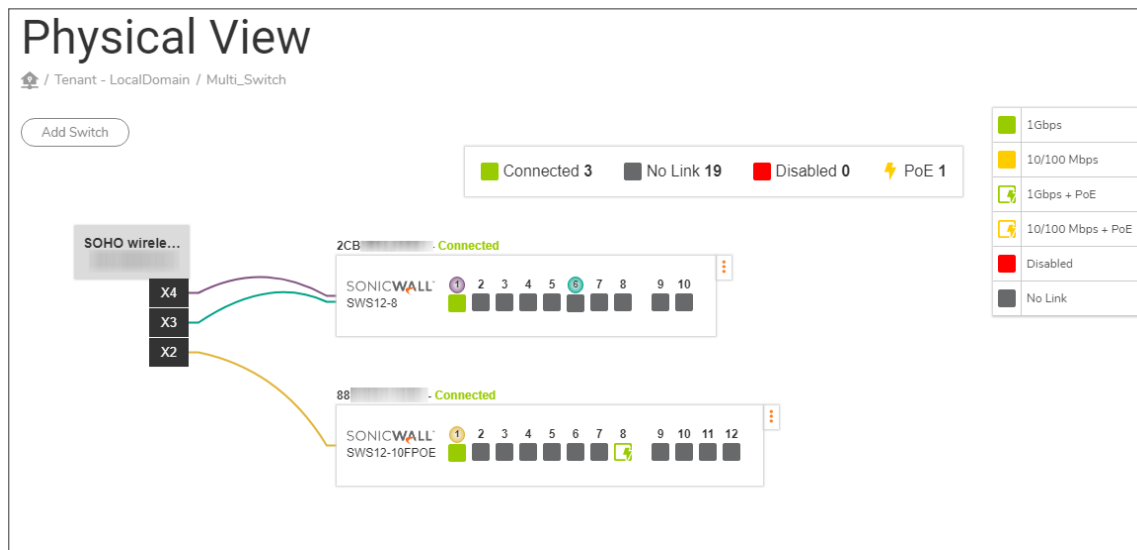 Physical View
/ Tenant - LocalDomain / Multi_Switch
Add Switch
Connected 3 No Link 19 Disabled 0 PoE 1
1Gbps
10/100 Mbps
1Gbps + PoE
10/100 Mbps + PoE
Disabled
No Link
SOHO wirele...
X4
X3
X2
2CB - Connected
SONICWALL
SWS12-8
1 2 3 4 5 6 7 8 9 10
88 - Connected
SONICWALL
SWS12-10FPOE
1 2 3 4 5 6 7 8 9 10 11 12